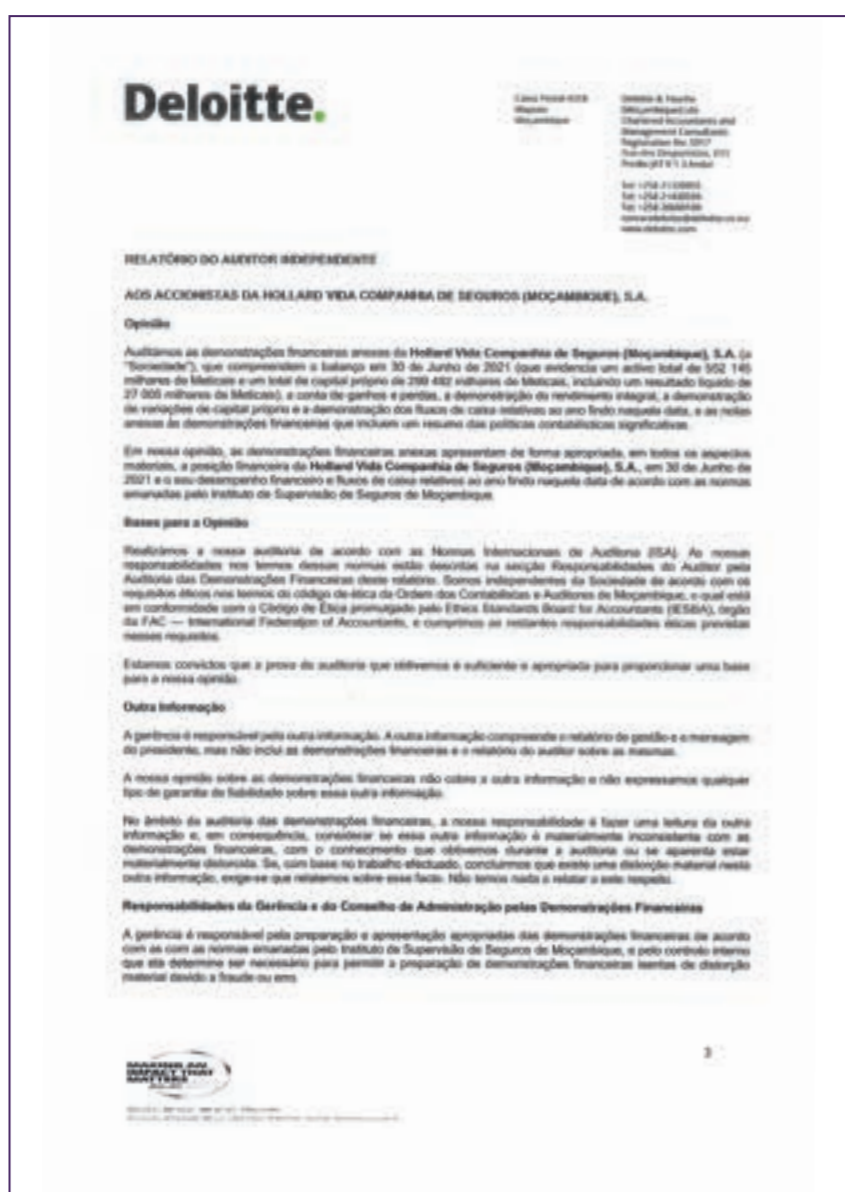 Deloitte.
Caixa Postal 4318
Maputo
Moçambique
Deloitte & Touche
(Moçambique) Lda
Chartered Accountants and
Management Consultants
RELATÓRIO DO AUDITOR INDEPENDENTE
AOS ACCIONISTAS DA HOLLARD VIDA COMPANHIA DE SEGUROS (MOÇAMBIQUE), S.A.
Opinião
Auditámos as demonstrações financeiras anexas da Hollard Vida Companhia de Seguros (Moçambique), S.A. (a
"Sociedade"), que compreendem o balanço em 30 de Junho de 2021 (que evidencia um activo total de 552 145
milhares de Meticais e um total de capital próprio de milhares de Meticais, incluindo um resultado líquido de
milhares de Meticais), a conta de ganhos e perdas, a demonstração do rendimento integral, a demonstração
de variações de capital próprio e a demonstração dos fluxos de caixa relativas ao ano findo naquela data, e as notas
anexas às demonstrações financeiras que incluem um resumo das políticas contabilísticas significativas.
Em nossa opinião, as demonstrações financeiras anexas apresentam de forma apropriada, em todos os aspectos
materiais, a posição financeira da Hollard Vida Companhia de Seguros (Moçambique), S.A., em 30 de Junho de
2021 e o seu desempenho financeiro e fluxos de caixa relativos ao ano findo naquela data de acordo com as normas
emanadas pelo Instituto de Supervisão de Seguros de Moçambique.
Bases para a Opinião
Realizámos a nossa auditoria de acordo com as Normas Internacionais de Auditoria (ISA). As nossas
responsabilidades nos termos dessas normas estão descritas na secção Responsabilidades do Auditor pela
Auditoria das Demonstrações Financeiras deste relatório. Somos independentes da Sociedade de acordo com os
requisitos éticos nos termos do código de ética da Ordem dos Contabilistas e Auditores de Moçambique, o qual está
em conformidade com o Código de Ética promulgado pelo Ethics Standards Board for Accountants (IESBA), órgão
da IFAC — International Federation of Accountants, e cumprimos as restantes responsabilidades éticas previstas
nesses requisitos.
Estamos convictos que a prova de auditoria que obtivemos é suficiente e apropriada para proporcionar uma base
para a nossa opinião.
Outra Informação
A gerência é responsável pela outra informação. A outra informação compreende o relatório de gestão e a mensagem
do presidente, mas não inclui as demonstrações financeiras e o relatório do auditor sobre as mesmas.
A nossa opinião sobre as demonstrações financeiras não cobre a outra informação e não expressamos qualquer
tipo de garantia de fiabilidade sobre essa outra informação.
No âmbito da auditoria das demonstrações financeiras, a nossa responsabilidade é fazer uma leitura da outra
informação e, em consequência, considerar se essa outra informação é materialmente inconsistente com as
demonstrações financeiras, com o conhecimento que obtivemos durante a auditoria ou se aparenta estar
materialmente distorcida. Se, com base no trabalho efectuado, concluirmos que existe uma distorção material nesta
outra informação, exige-se que relatemos sobre esse facto. Não temos nada a relatar a este respeito.
Responsabilidades da Gerência e do Conselho de Administração pelas Demonstrações Financeiras
A gerência é responsável pela preparação e apresentação apropriadas das demonstrações financeiras de acordo
com as com as normas emanadas pelo Instituto de Supervisão de Seguros de Moçambique, e pelo controlo interno
que ela determine ser necessário para permitir a preparação de demonstrações financeiras isentas de distorção
material devido a fraude ou erro.
3
MAKING AN
IMPACT THAT
MATTERS